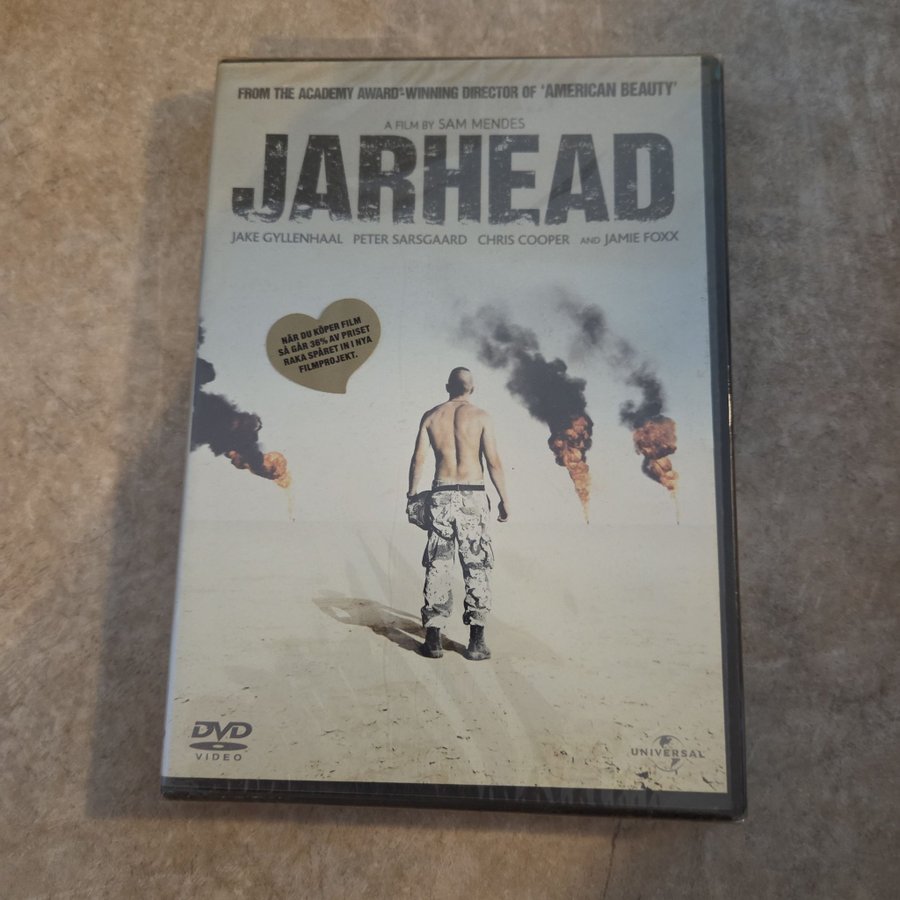 FROM THE ACADEMY AWARD®-WINNING DIRECTOR OF 'AMERICAN BEAUTY'
A FILM BY SAM MENDES
JARHEAD
JAKE GYLLENHAAL PETER SARSGAARD CHRIS COOPER AND JAMIE FOXX
NÄR DU KÖPER FILM
SÅ GÅR 36% AV PRISET
RAKA SPÅRET IN I NYA
FILMPROJEKT.
DVD
VIDEO
UNIVERSAL